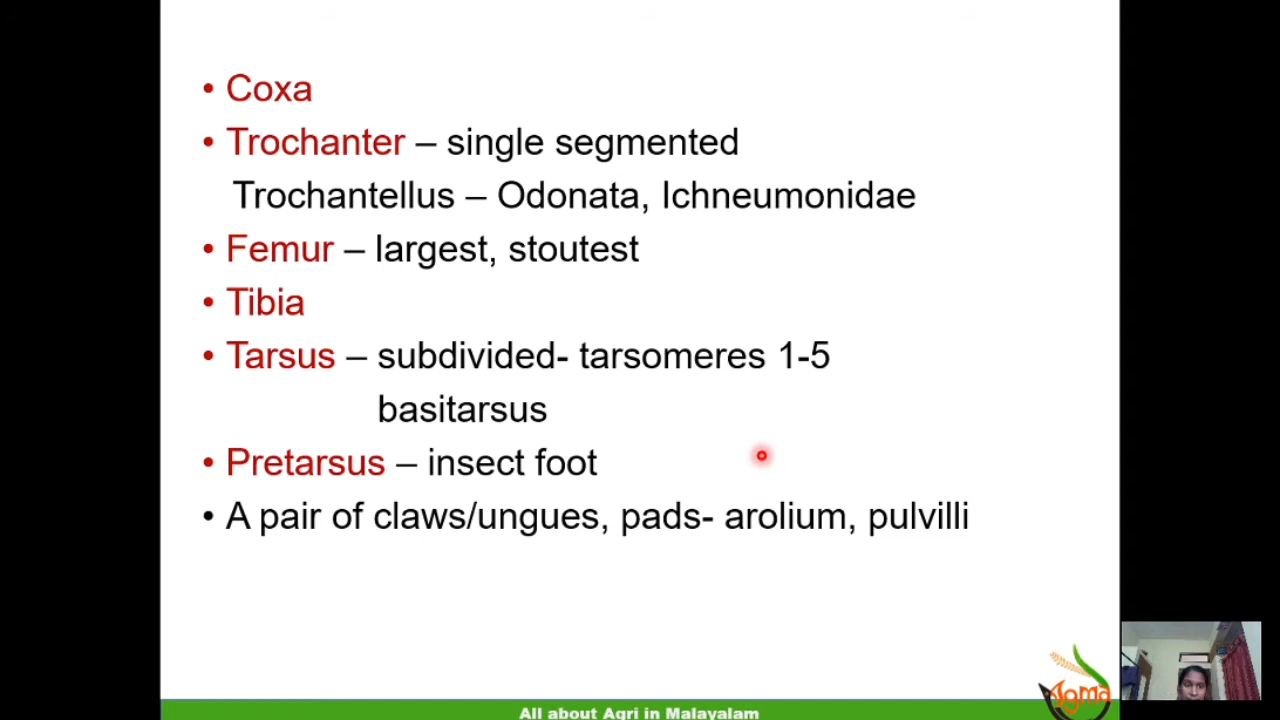 • Coxa
• Trochanter – single segmented
Trochantellus – Odonata, Ichneumonidae
• Femur – largest, stoutest
• Tibia
• Tarsus – subdivided- tarsomeres 1-5
basitarsus
• Pretarsus – insect foot
• A pair of claws/ungues, pads- arolium, pulvilli
Agma
All about Agri in Malayalam